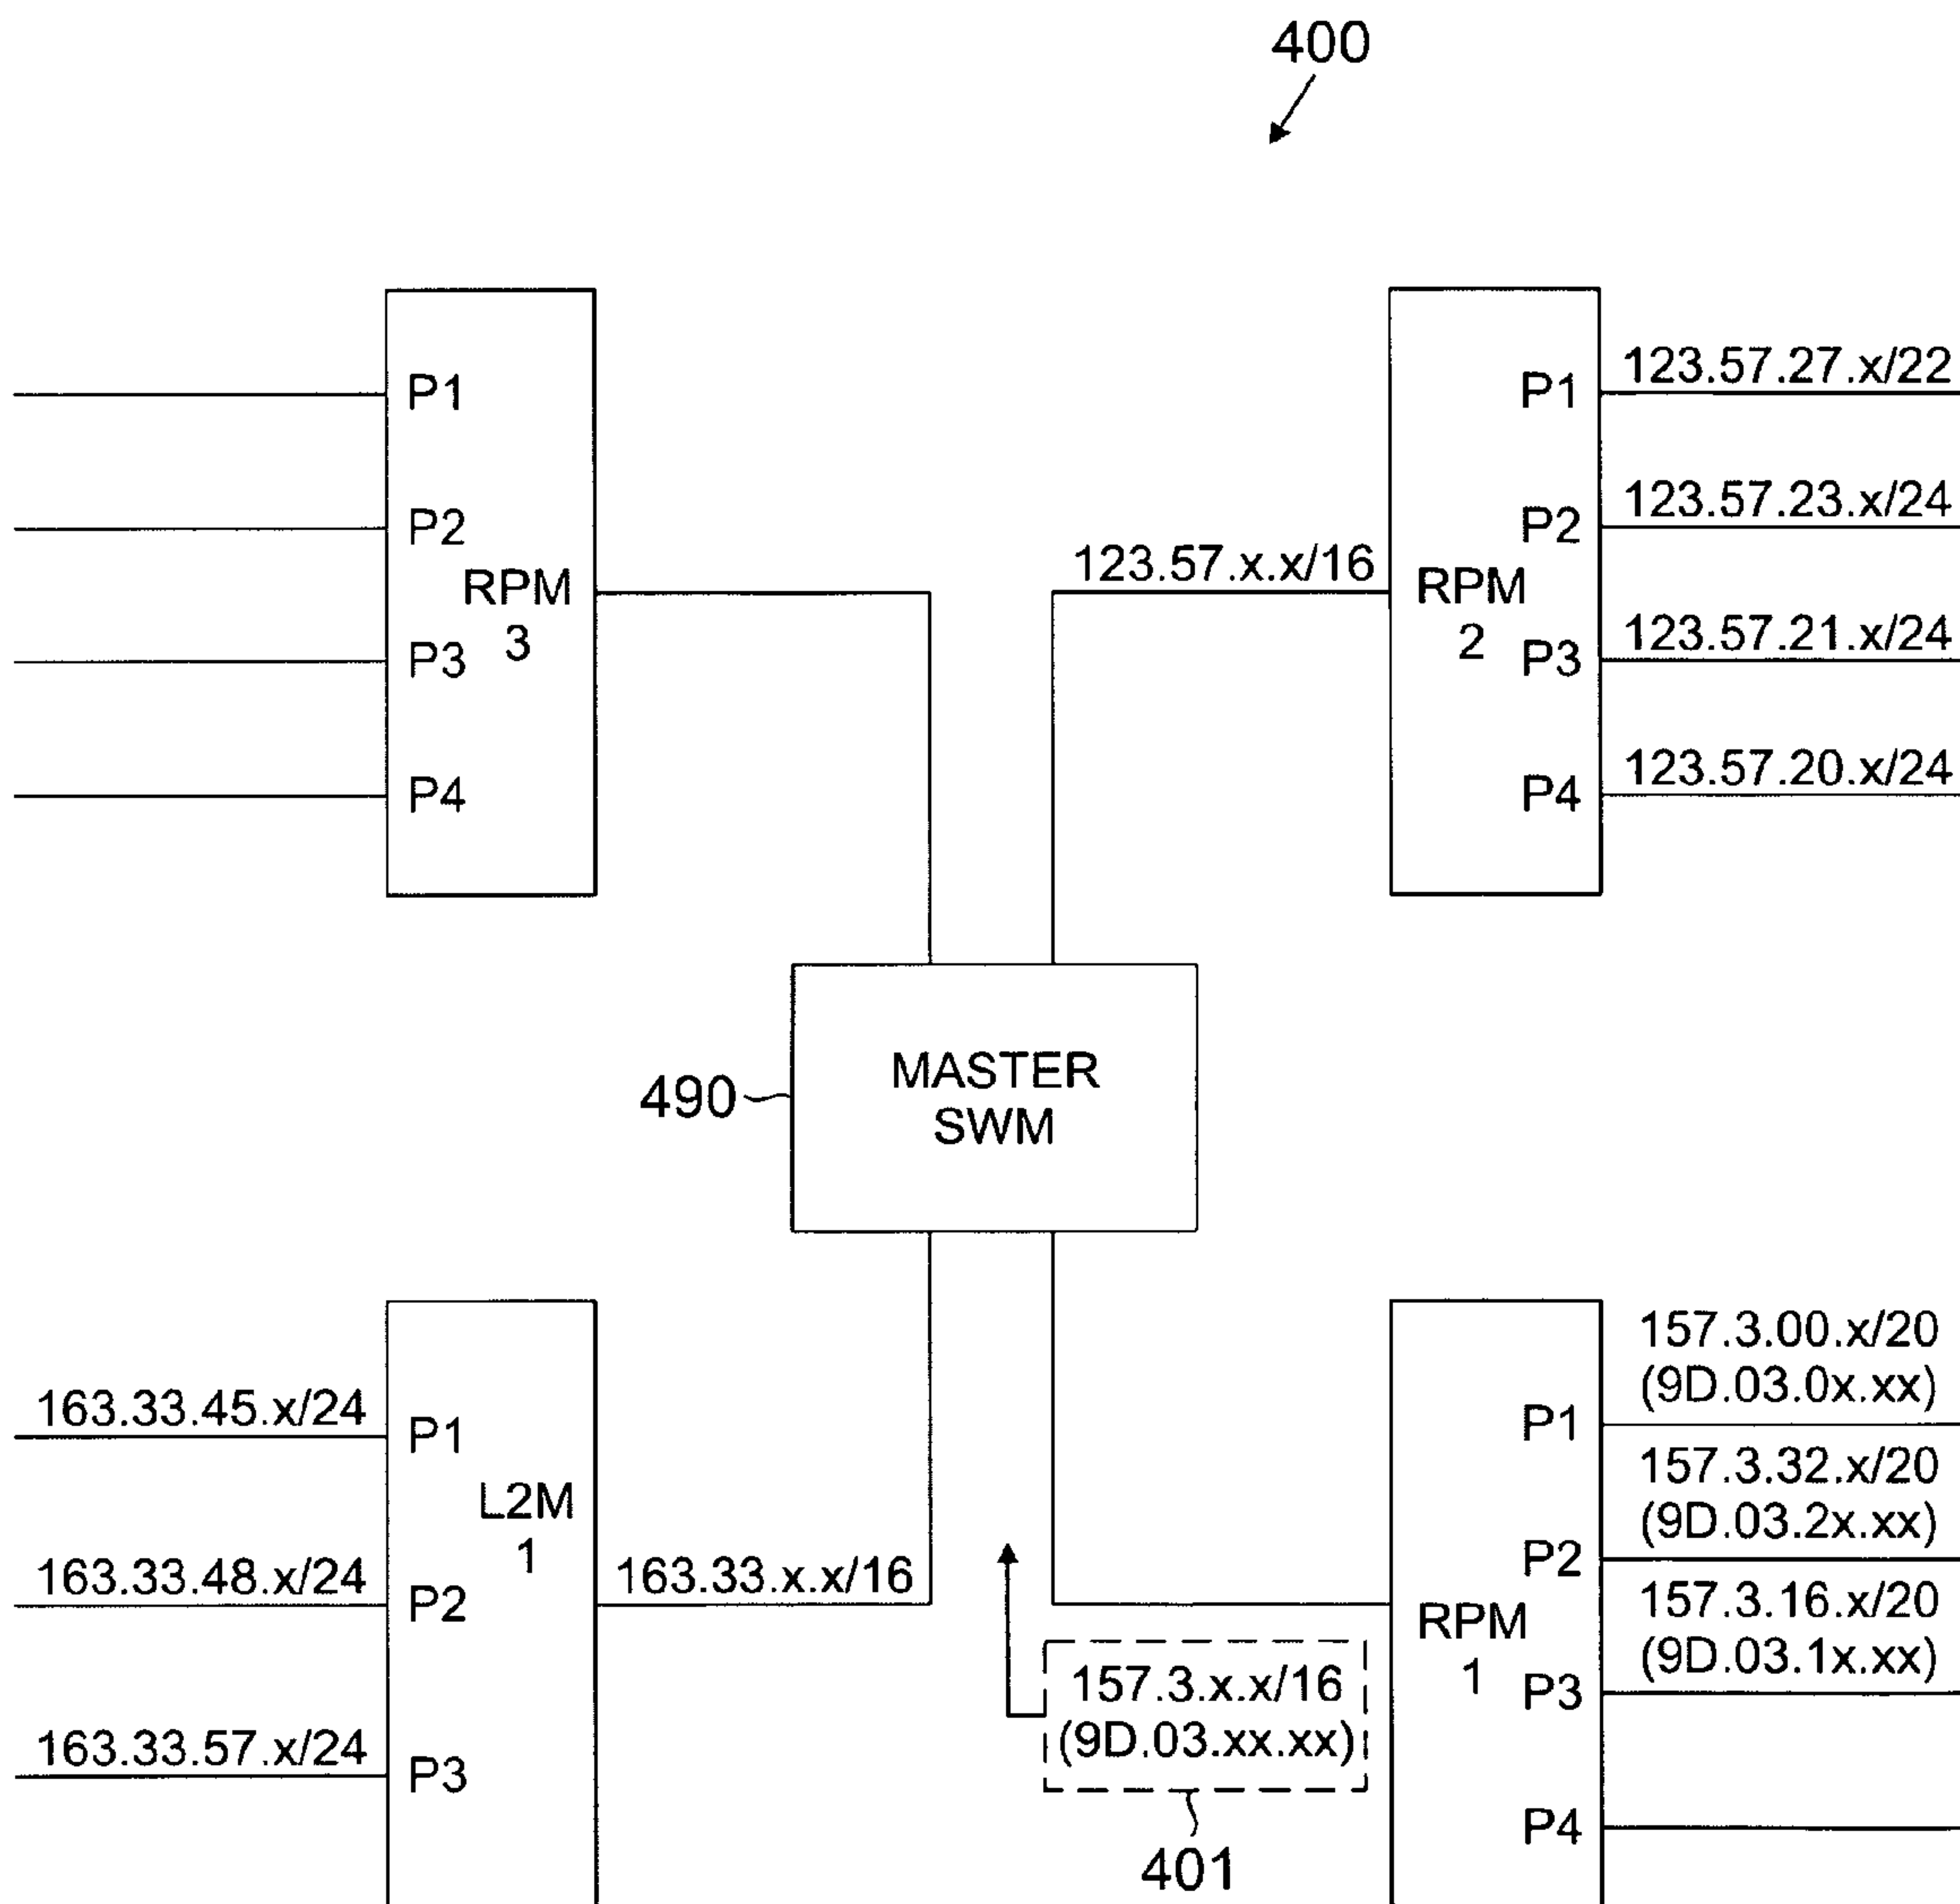 400
P1
P2
RPM
3
P3
P4
123.57.x.x/16
RPM
2
P1
P2
P3
P4
123.57.27.x/22
123.57.23.x/24
123.57.21.x/24
123.57.20.x/24
490
MASTER
SWM
163.33.45.x/24
163.33.48.x/24
163.33.57.x/24
P1
L2M
1
P2
P3
163.33.x.x/16
157.3.x.x/16
(9D.03.xx.xx)
401
RPM
1
P1
P2
P3
P4
157.3.00.x/20
(9D.03.0x.xx)
157.3.32.x/20
(9D.03.2x.xx)
157.3.16.x/20
(9D.03.1x.xx)